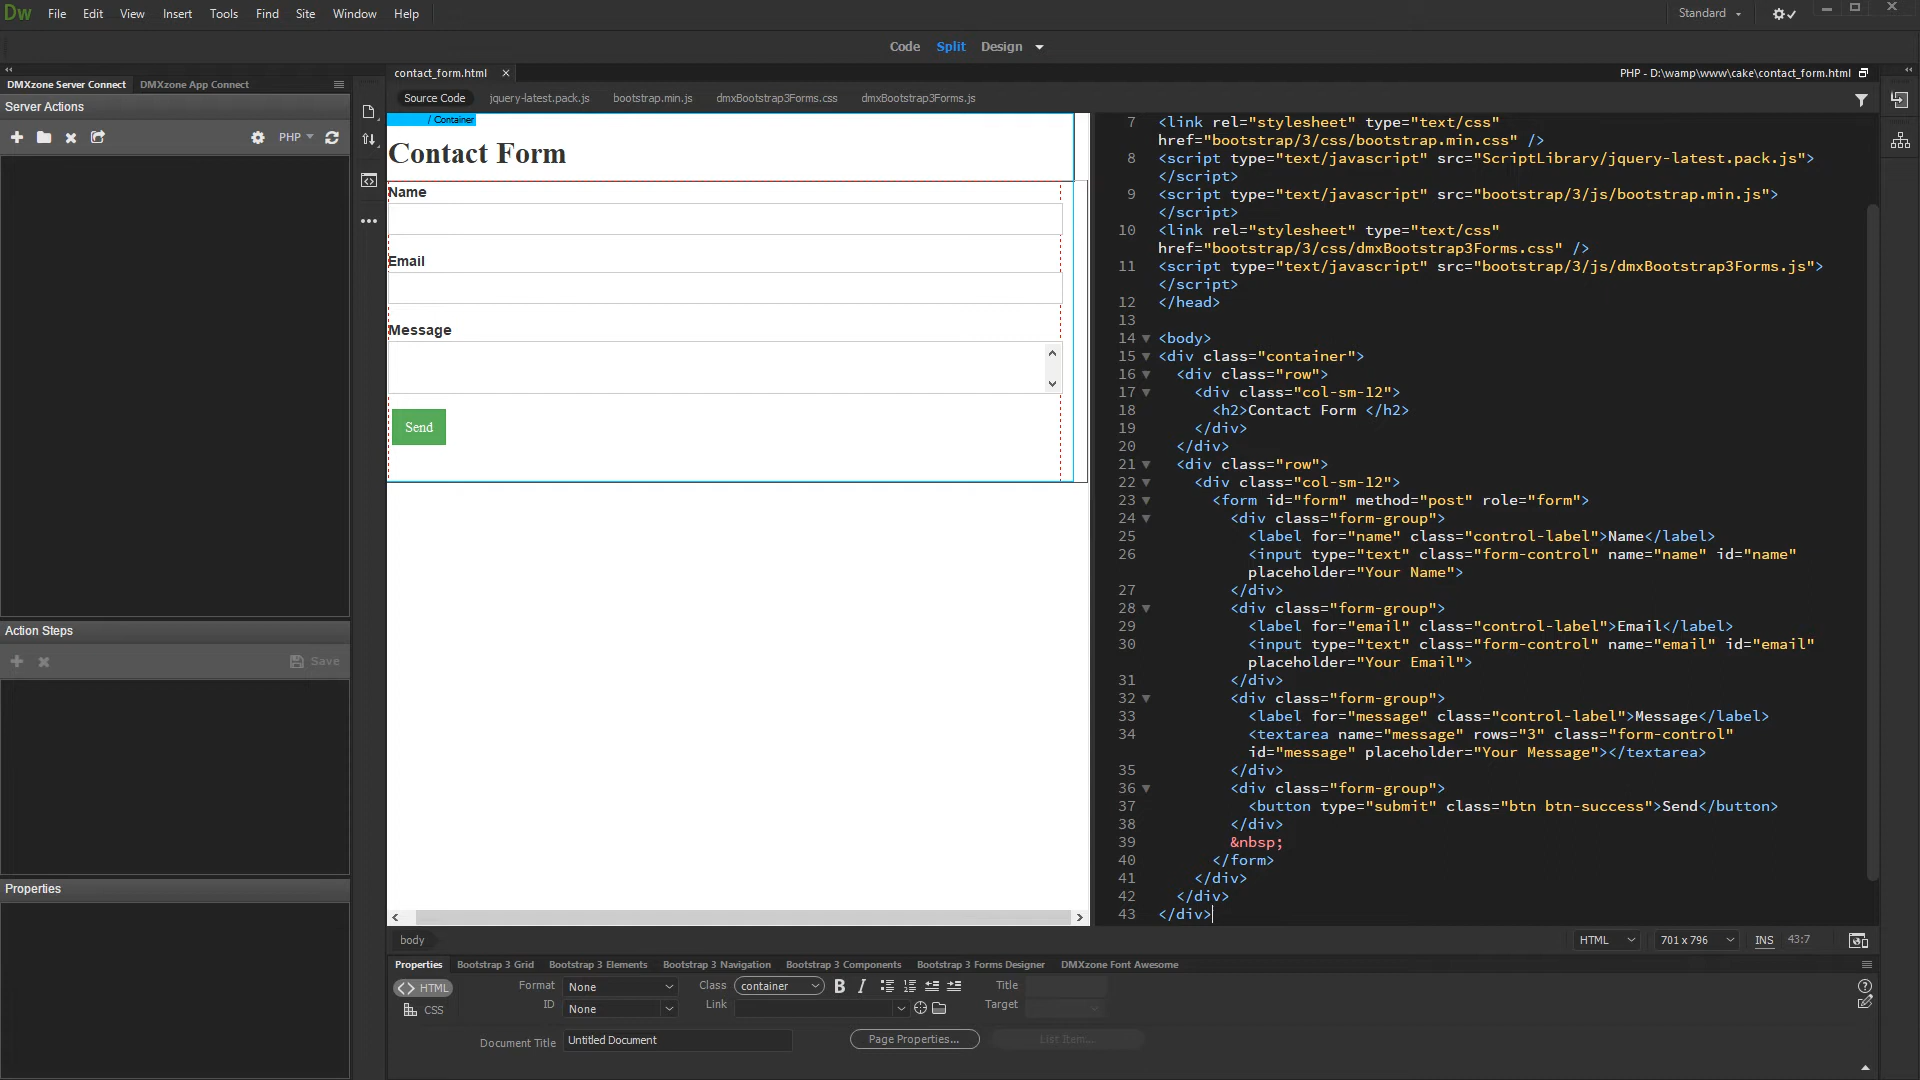 Dw File Edit View Insert Tools Find Site Window Help Standard
Code Split Design
DMXzone Server Connect DMXzone App Connect
Server Actions
PHP
Action Steps
Save
Properties
contact_form.html PHP - D:\wamp\www\cake\contact_form.html
Source Code jquery-latest.pack.js bootstrap.min.js dmxBootstrap3Forms.css dmxBootstrap3Forms.js
/ Container
Contact Form
Name
Email
Message
Send
7 <link rel="stylesheet" type="text/css"
href="bootstrap/3/css/bootstrap.min.css" />
8 <script type="text/javascript" src="ScriptLibrary/jquery-latest.pack.js">
</script>
9 <script type="text/javascript" src="bootstrap/3/js/bootstrap.min.js">
</script>
10 <link rel="stylesheet" type="text/css"
href="bootstrap/3/css/dmxBootstrap3Forms.css" />
11 <script type="text/javascript" src="bootstrap/3/js/dmxBootstrap3Forms.js">
</script>
12 </head>
13
14 <body>
15 <div class="container">
16 <div class="row">
17 <div class="col-sm-12">
18 <h2>Contact Form </h2>
19 </div>
20 </div>
21 <div class="row">
22 <div class="col-sm-12">
23 <form id="form" method="post" role="form">
24 <div class="form-group">
25 <label for="name" class="control-label">Name</label>
26 <input type="text" class="form-control" name="name" id="name"
placeholder="Your Name">
27 </div>
28 <div class="form-group">
29 <label for="email" class="control-label">Email</label>
30 <input type="text" class="form-control" name="email" id="email"
placeholder="Your Email">
31 </div>
32 <div class="form-group">
33 <label for="message" class="control-label">Message</label>
34 <textarea name="message" rows="3" class="form-control"
id="message" placeholder="Your Message"></textarea>
35 </div>
36 <div class="form-group">
37 <button type="submit" class="btn btn-success">Send</button>
38 </div>
39 &nbsp;
40 </form>
41 </div>
42 </div>
43 </div>
body HTML 701 x 796 INS 43:7
Properties Bootstrap 3 Grid Bootstrap 3 Elements Bootstrap 3 Navigation Bootstrap 3 Components Bootstrap 3 Forms Designer DMXzone Font Awesome
<> HTML Format None Class container B I Title
CSS ID None Link Target
Document Title Untitled Document Page Properties... List Item...